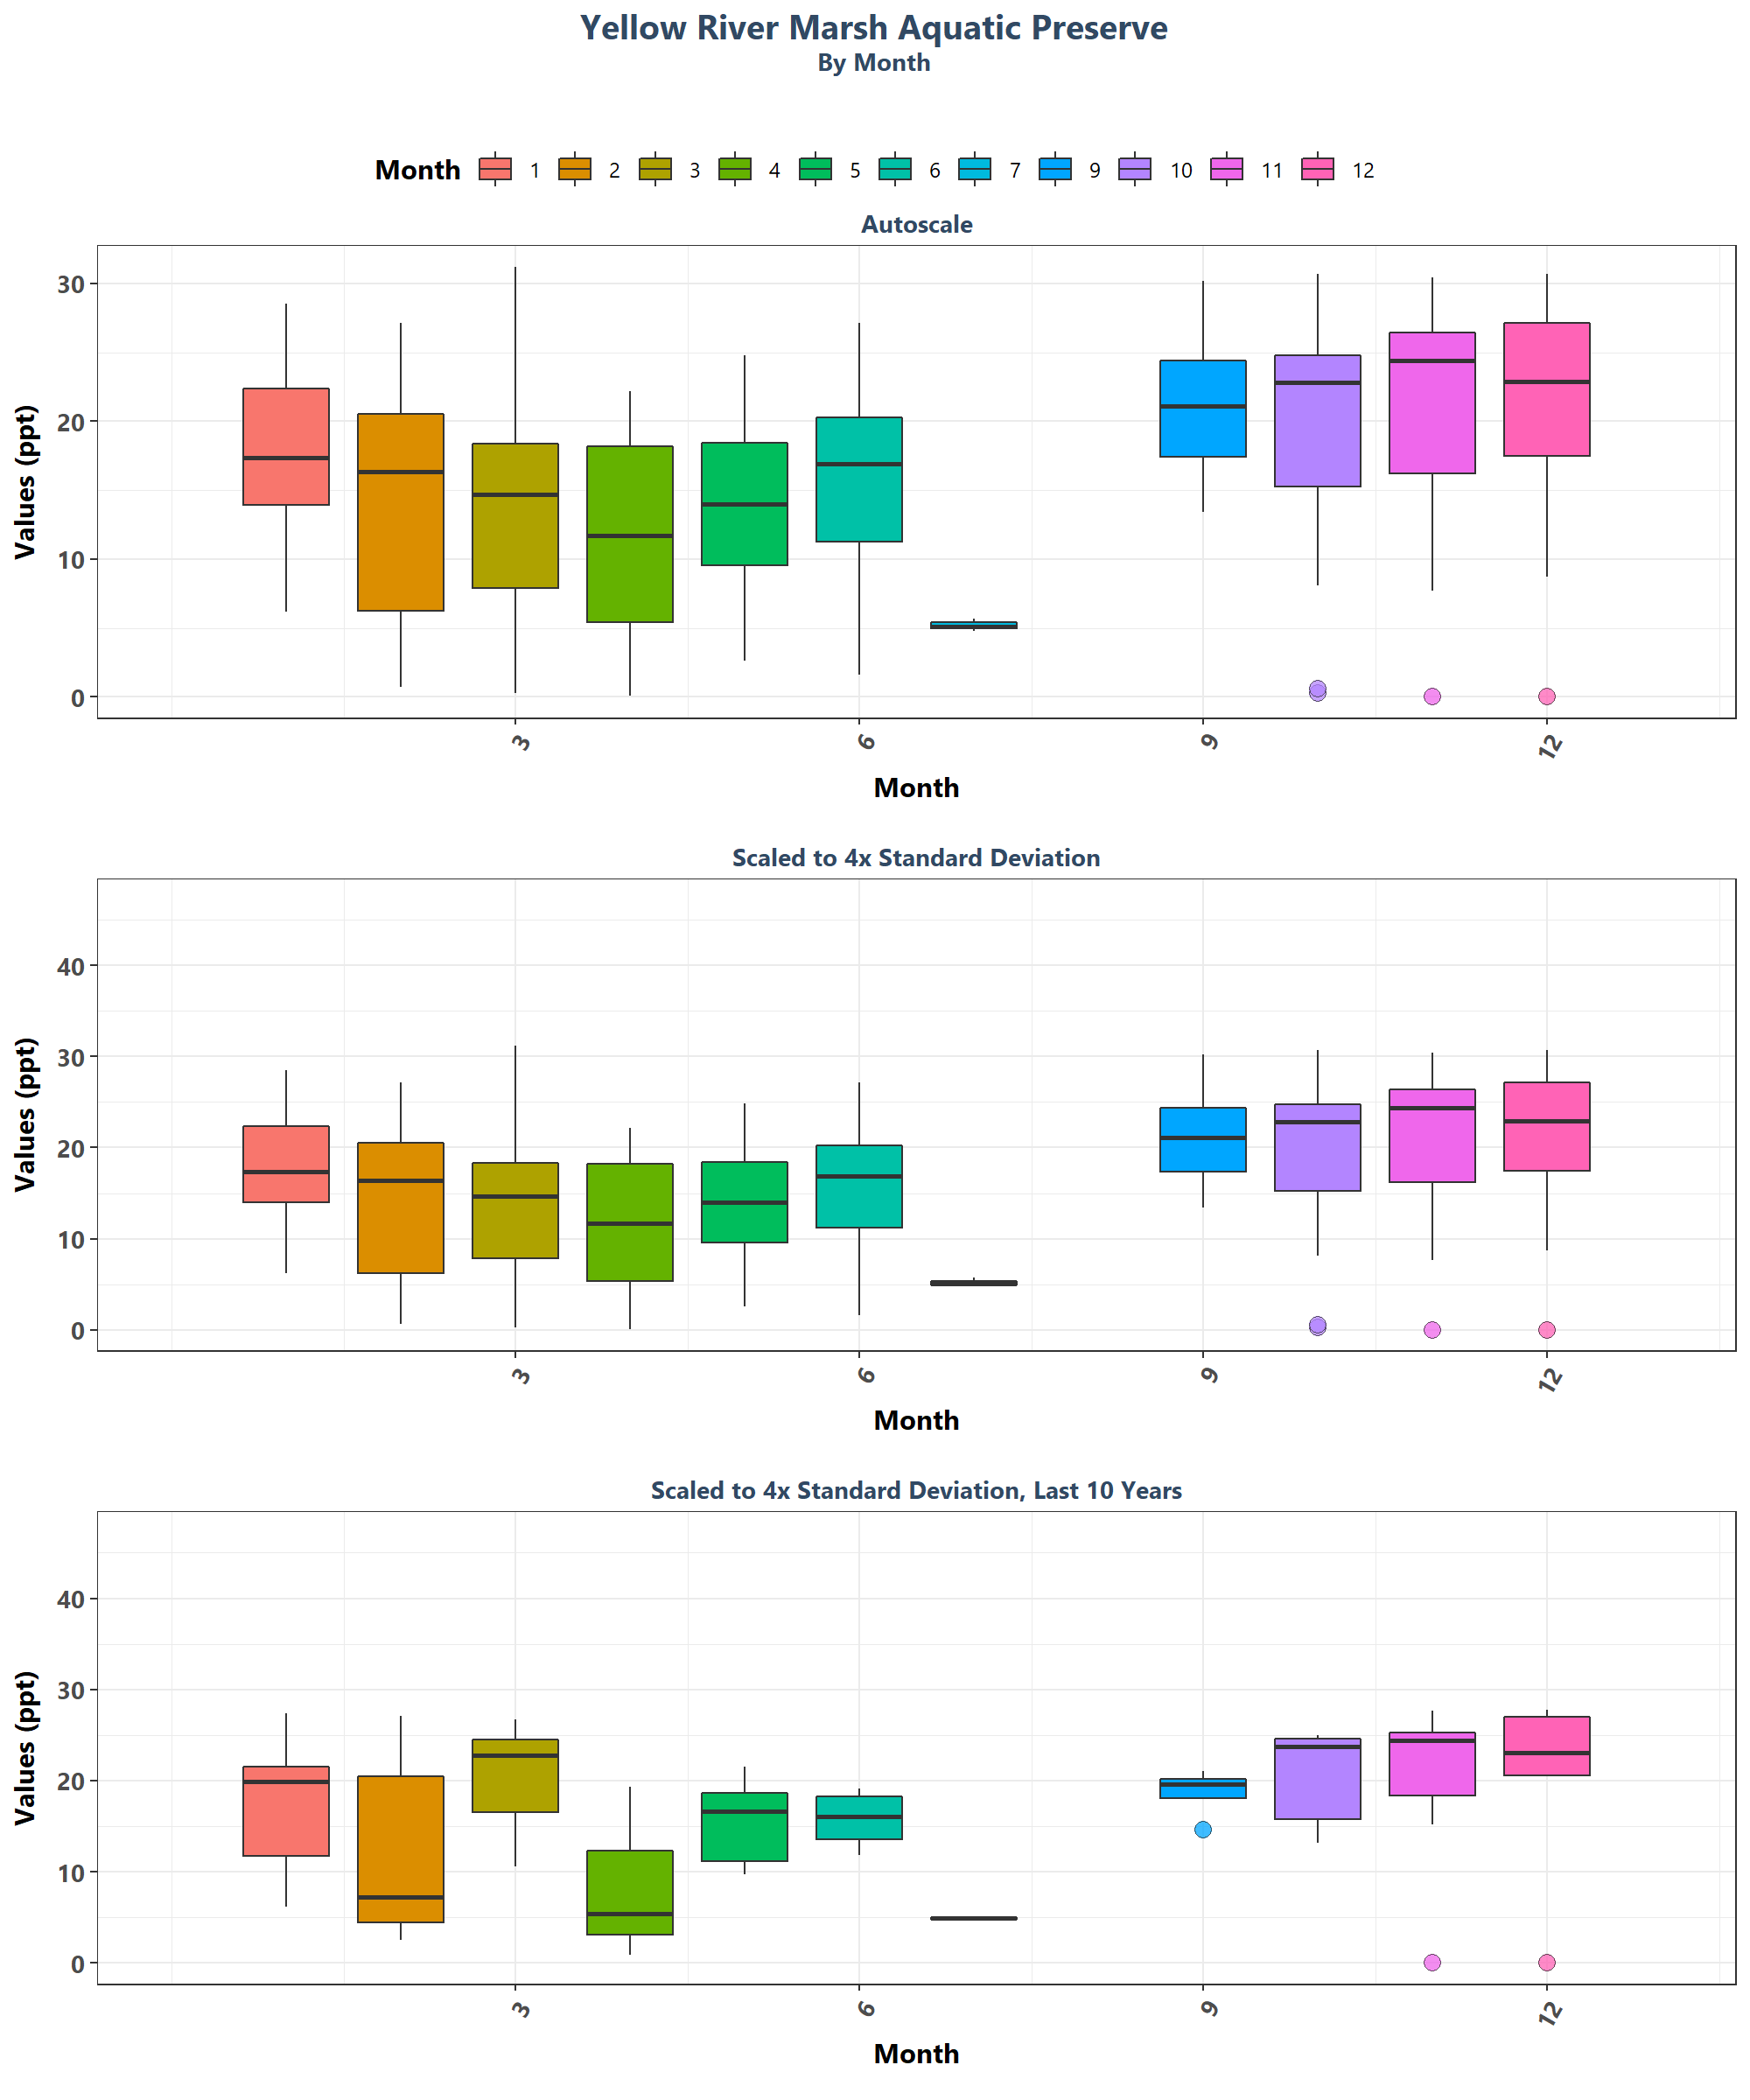 Yellow River Marsh Aquatic Preserve
By Month
Month 1 2 3 4 5 6 7 9 10 11 12
Autoscale
Values (ppt)
30
20
10
0
3 6 9 12
Month
Scaled to 4x Standard Deviation
Values (ppt)
40
30
20
10
0
3 6 9 12
Month
Scaled to 4x Standard Deviation, Last 10 Years
Values (ppt)
40
30
20
10
0
3 6 9 12
Month